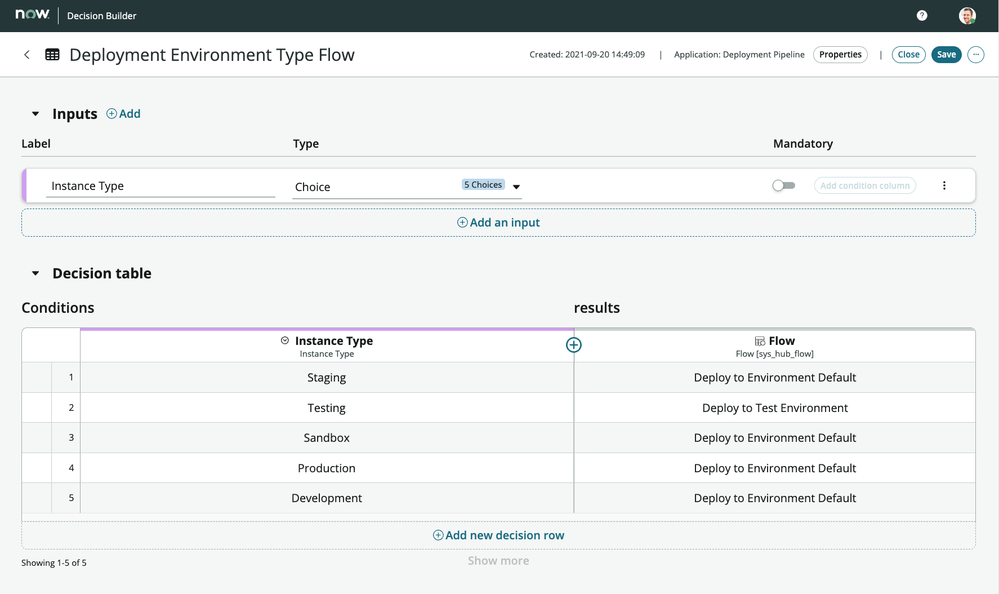 now
Decision Builder
?
Deployment Environment Type Flow
Created: 2021-09-20 14:49:09 | Application: Deployment Pipeline Properties | Close Save ...
Inputs Add
Label Type Mandatory
Instance Type Choice 5 Choices Add condition column
Add an input
Decision table
Conditions results
Instance Type Flow
Instance Type Flow [sys_hub_flow]
1 Staging Deploy to Environment Default
2 Testing Deploy to Test Environment
3 Sandbox Deploy to Environment Default
4 Production Deploy to Environment Default
5 Development Deploy to Environment Default
Add new decision row
Showing 1-5 of 5 Show more